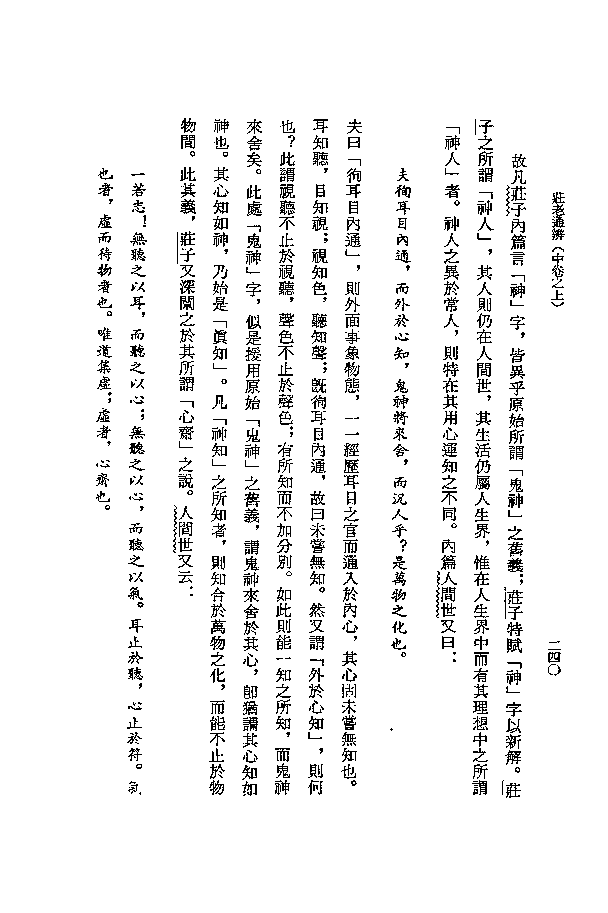 莊老通辨（中卷之上）
二四〇
故凡莊子內篇言「神」字，皆異乎原始所謂「鬼神」之舊義；莊子特賦「神」字以新解。莊
子之所謂「神人」，其人則仍在人間世，其生活仍屬人生界，惟在人生界中而有其理想中之所謂
「神人」者。神人之異於常人，則特在其用心運知之不同。內篇人間世又曰：
夫徇耳目內通，而外於心知，鬼神將來舍，而況人乎？是萬物之化也。
夫曰「徇耳目內通」，則外面事象物態，一一經歷耳目之官而通入於內心，其心固未嘗無知也。
耳知聽，目知視；視知色，聽知聲；既徇耳目內通，故曰未嘗無知。然又謂「外於心知」，則何
也？此謂視聽不止於視聽，聲色不止於聲色；有所知而不加分別。如此則能一知之所知，而鬼神
來舍矣。此處「鬼神」字，似是援用原始「鬼神」之舊義，謂鬼神來舍於其心，卽猶謂其心知如
神也。其心知如神，乃始是「眞知」。凡「神知」之所知者，則知合於萬物之化，而能不止於物
物間。此其義，莊子又深闡之於其所謂「心齋」之說。人間世又云：
一若志！無聽之以耳，而聽之以心；無聽之以心，而聽之以氣。耳止於聽，心止於符。氣
也者，虛而待物者也。唯道集虛；虛者，心齊也。